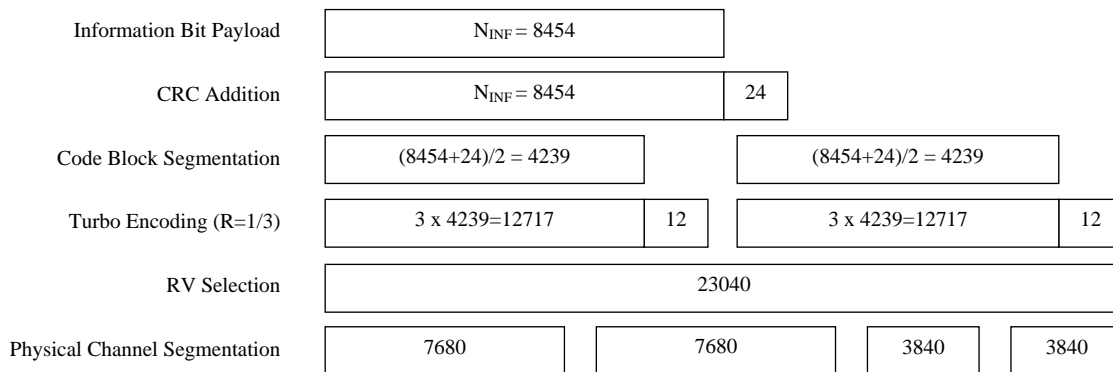 Information Bit Payload N_INF = 8454
CRC Addition N_INF = 8454 24
Code Block Segmentation (8454+24)/2 = 4239 (8454+24)/2 = 4239
Turbo Encoding (R=1/3) 3 x 4239=12717 12 3 x 4239=12717 12
RV Selection 23040
Physical Channel Segmentation 7680 7680 3840 3840